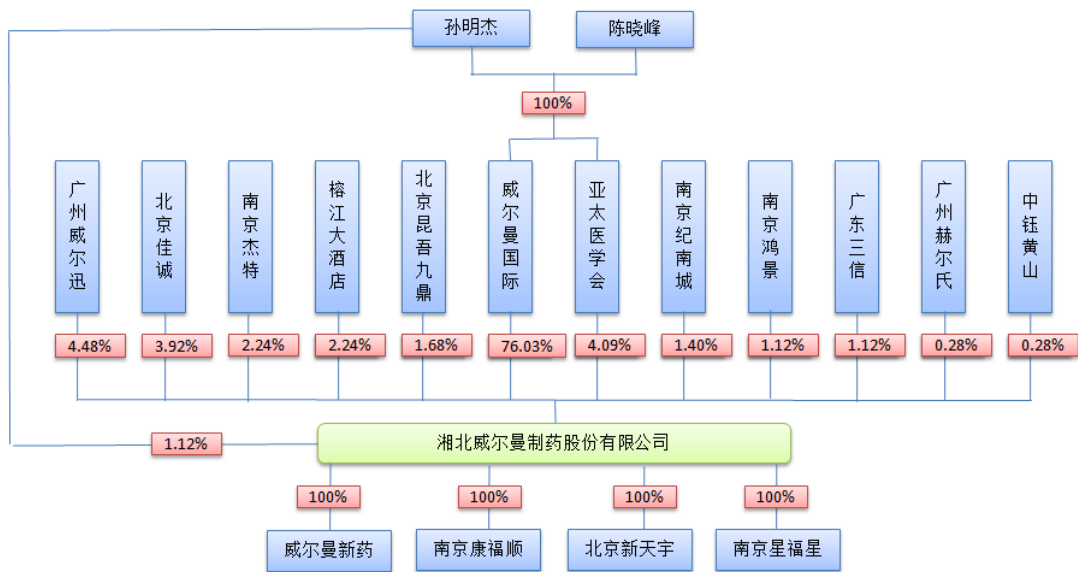 孙明杰
陈晓峰
100%
广州威尔迅
北京佳诚
南京杰特
榕江大酒店
北京昆吾九鼎
威尔曼国际
亚太医学会
南京纪南城
南京鸿景
广东三信
广州赫尔氏
中钰黄山
4.48%
3.92%
2.24%
2.24%
1.68%
76.03%
4.09%
1.40%
1.12%
1.12%
0.28%
0.28%
1.12%
湘北威尔曼制药股份有限公司
100%
100%
100%
100%
威尔曼新药
南京康福顺
北京新天宇
南京星福星